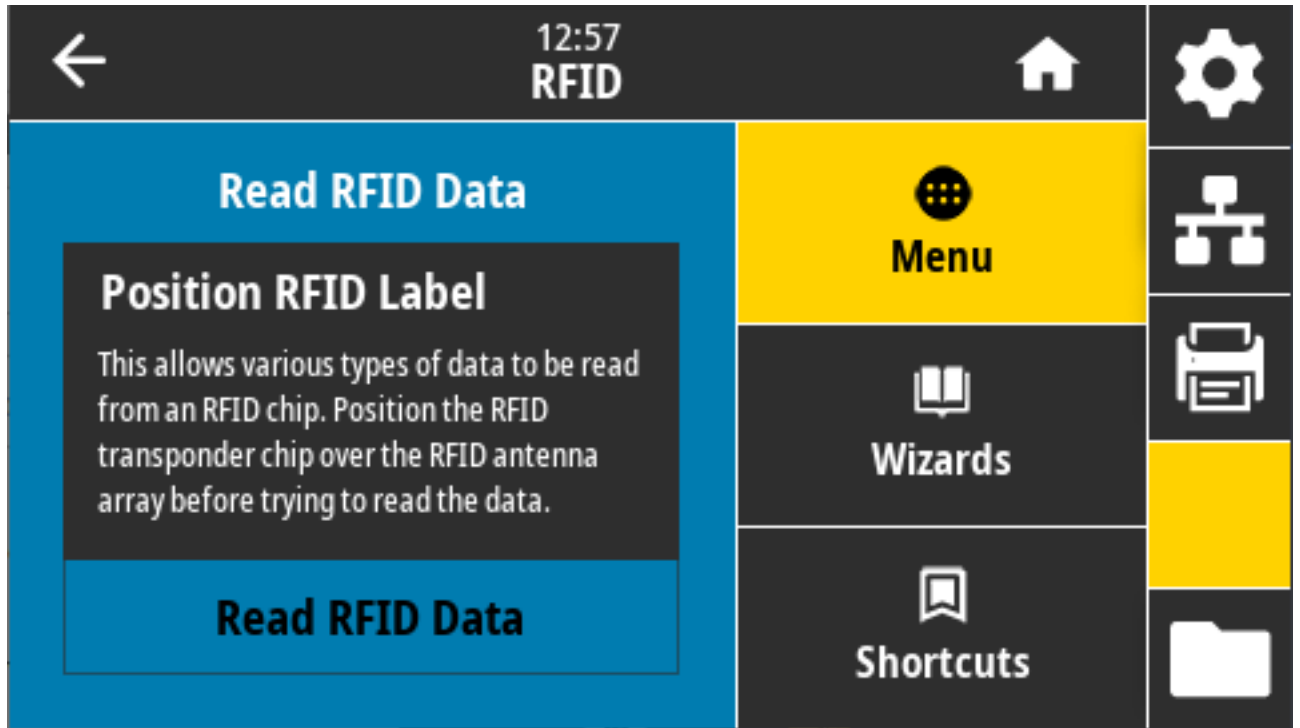 12:57
RFID
Read RFID Data
Position RFID Label
This allows various types of data to be read
from an RFID chip. Position the RFID
transponder chip over the RFID antenna
array before trying to read the data.
Read RFID Data
Menu
Wizards
Shortcuts